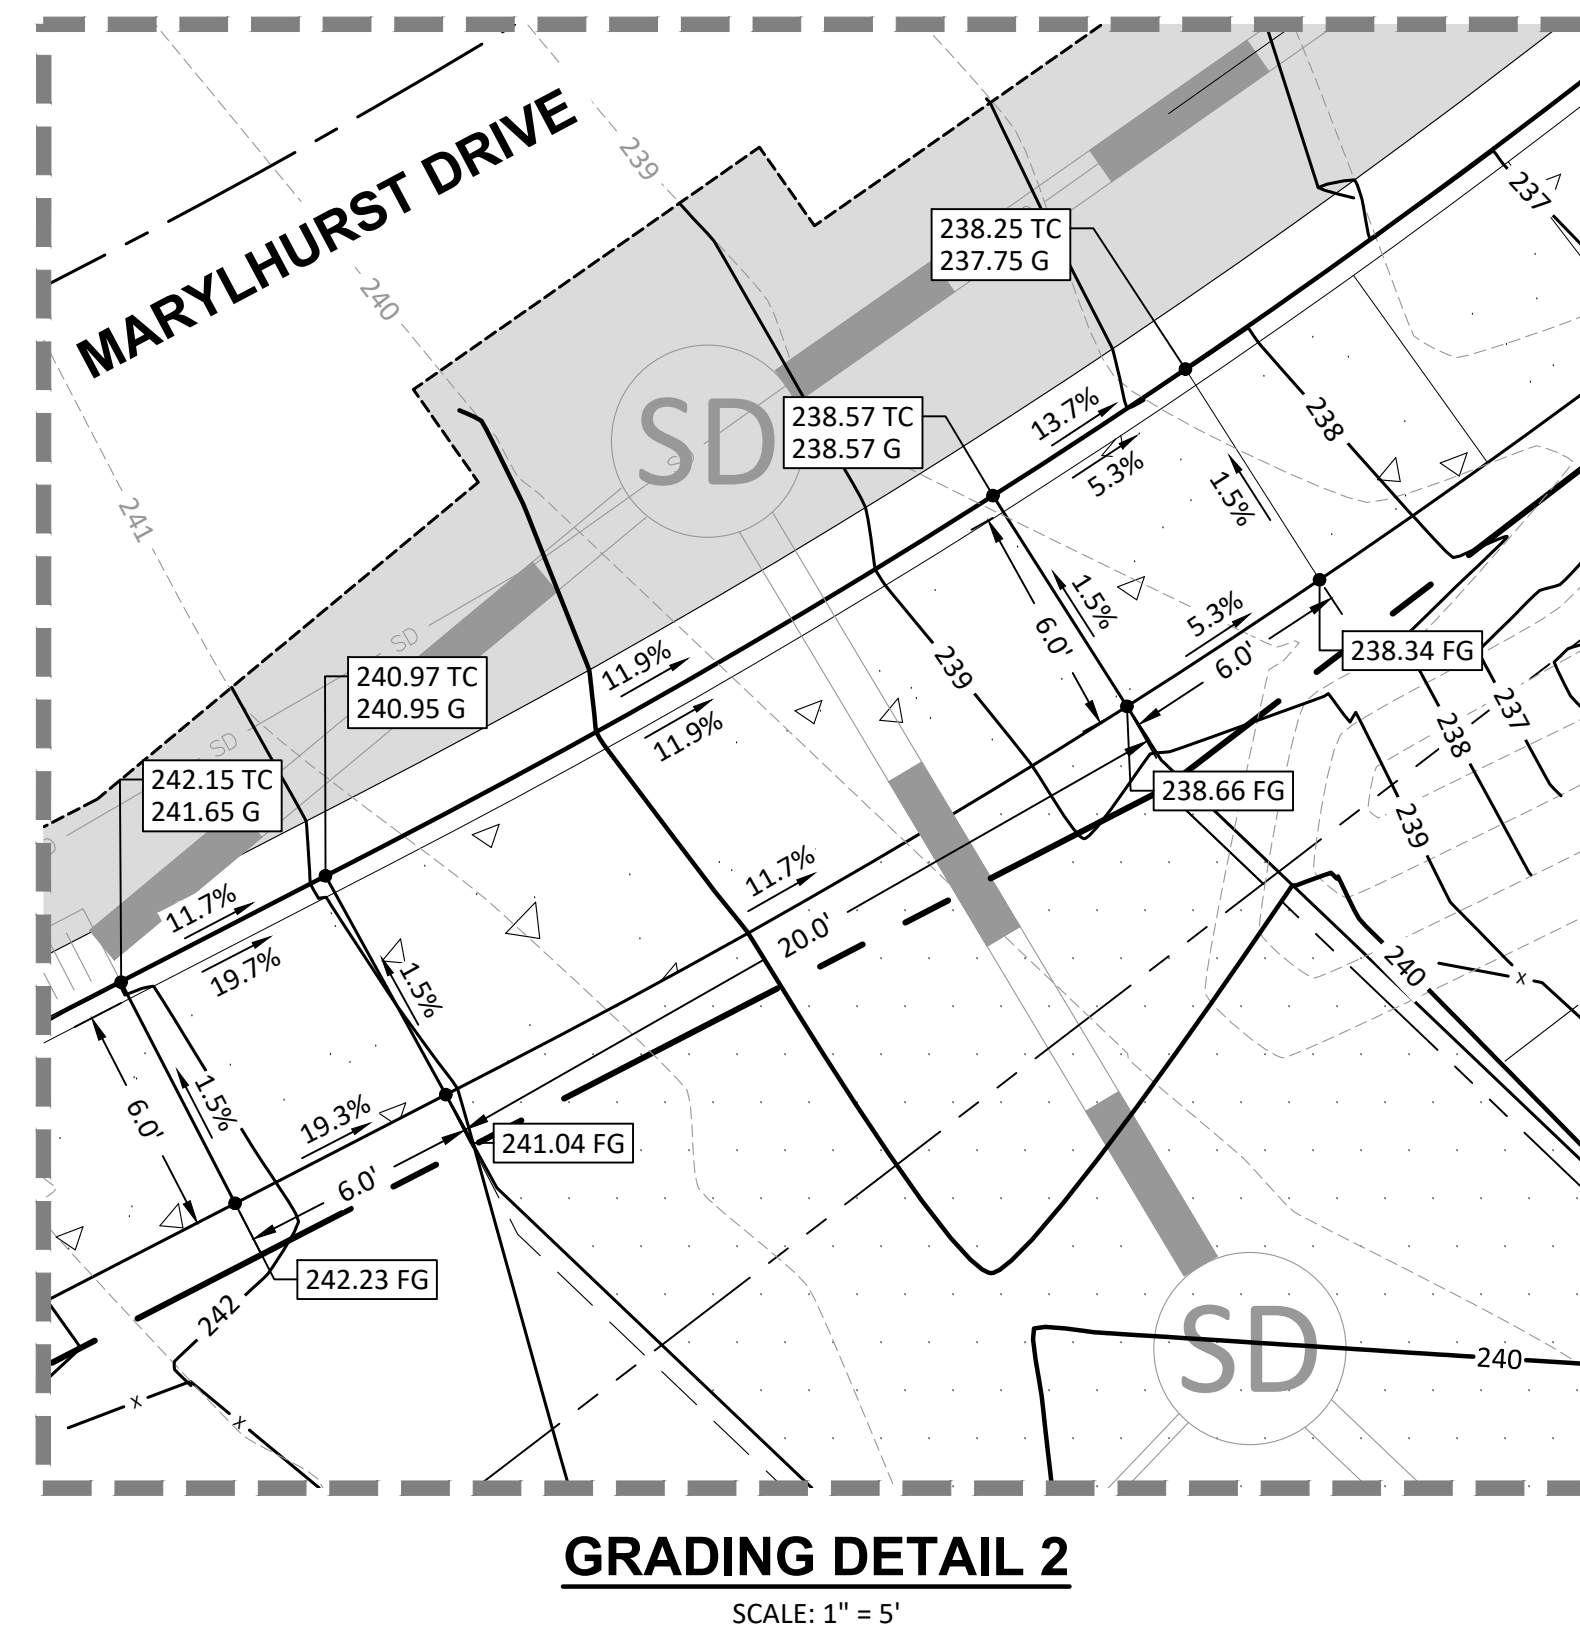 MARYLHURST DRIVE
239
237
240
238.25 TC
237.75 G
241
SD
SD
238.57 TC
238.57 G
13.7%
5.3%
238
1.5%
6.0'
1.5%
5.3%
6.0'
238.34 FG
SD
SD
240.97 TC
240.95 G
11.9%
11.9%
239
237
238
242.15 TC
241.65 G
238.66 FG
239
11.7%
11.7%
19.7%
20.0'
1.5%
240
x
6.0'
1.5%
19.3%
241.04 FG
6.0'
242.23 FG
242
SD
240
x
x
GRADING DETAIL 2
SCALE: 1" = 5'